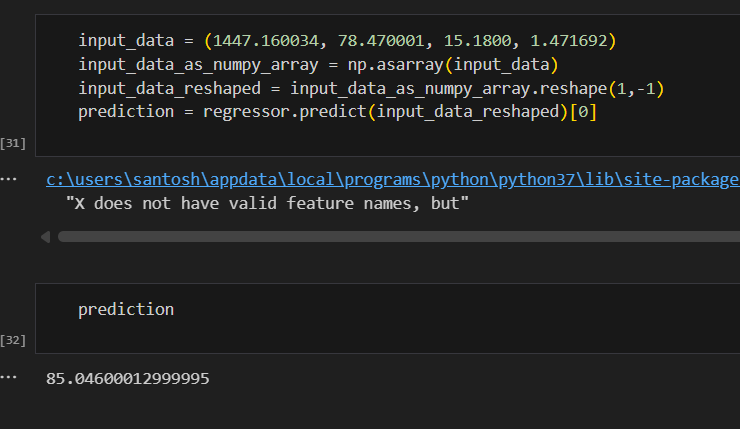 input_data = (1447.160034, 78.470001, 15.1800, 1.471692)
input_data_as_numpy_array = np.asarray(input_data)
input_data_reshaped = input_data_as_numpy_array.reshape(1,-1)
prediction = regressor.predict(input_data_reshaped)[0]
[31]
... c:\users\santosh\appdata\local\programs\python\python37\lib\site-package
"X does not have valid feature names, but"
prediction
[32]
... 85.04600012999995